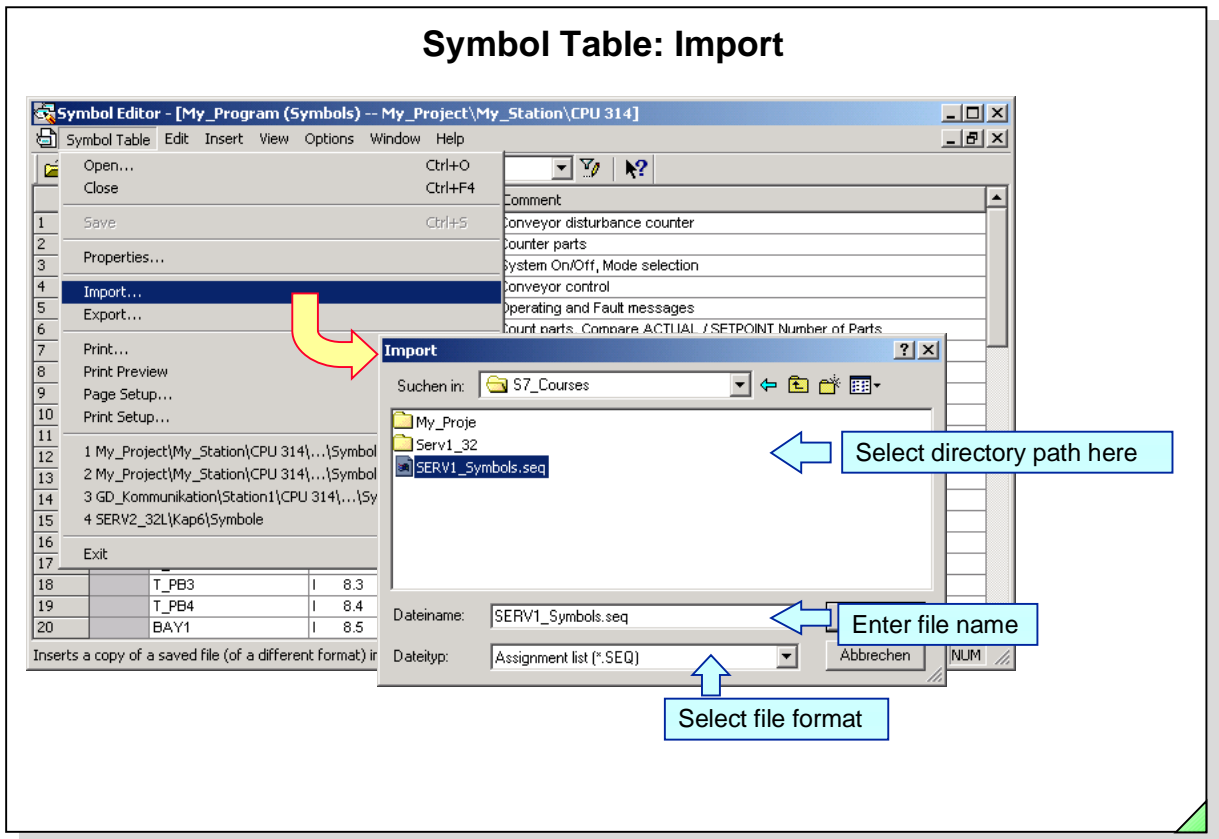 Symbol Table: Import
Symbol Editor - [My_Program (Symbols) -- My_Project\My_Station\CPU 314]
Symbol Table Edit Insert View Options Window Help
Open... Ctrl+O
Close Ctrl+F4
Comment
1 Save Ctrl+S Conveyor disturbance counter
2 Counter parts
3 Properties... System On/Off, Mode selection
4 Import... Conveyor control
5 Export... Operating and Fault messages
6 Count parts, Compare ACTUAL / SETPOINT Number of Parts
7 Print...
Import
8 Print Preview
Suchen in: S7_Courses
9 Page Setup...
10 Print Setup...
My_Proje
11
12 1 My_Project\My_Station\CPU 314\...\Symbol
Serv1_32
Select directory path here
13 2 My_Project\My_Station\CPU 314\...\Symbol
SERV1_Symbols.seq
14 3 GD_Kommunikation\Station1\CPU 314\...\Sy
15 4 SERV2_32L\Kap6\Symbole
16
17 Exit
18 T_PB3 I 8.3
19 T_PB4 I 8.4
Dateiname: SERV1_Symbols.seq
Enter file name
20 BAY1 I 8.5
Inserts a copy of a saved file (of a different format) ir
Dateityp: Assignment list (*.SEQ) Abbrechen
NUM
Select file format